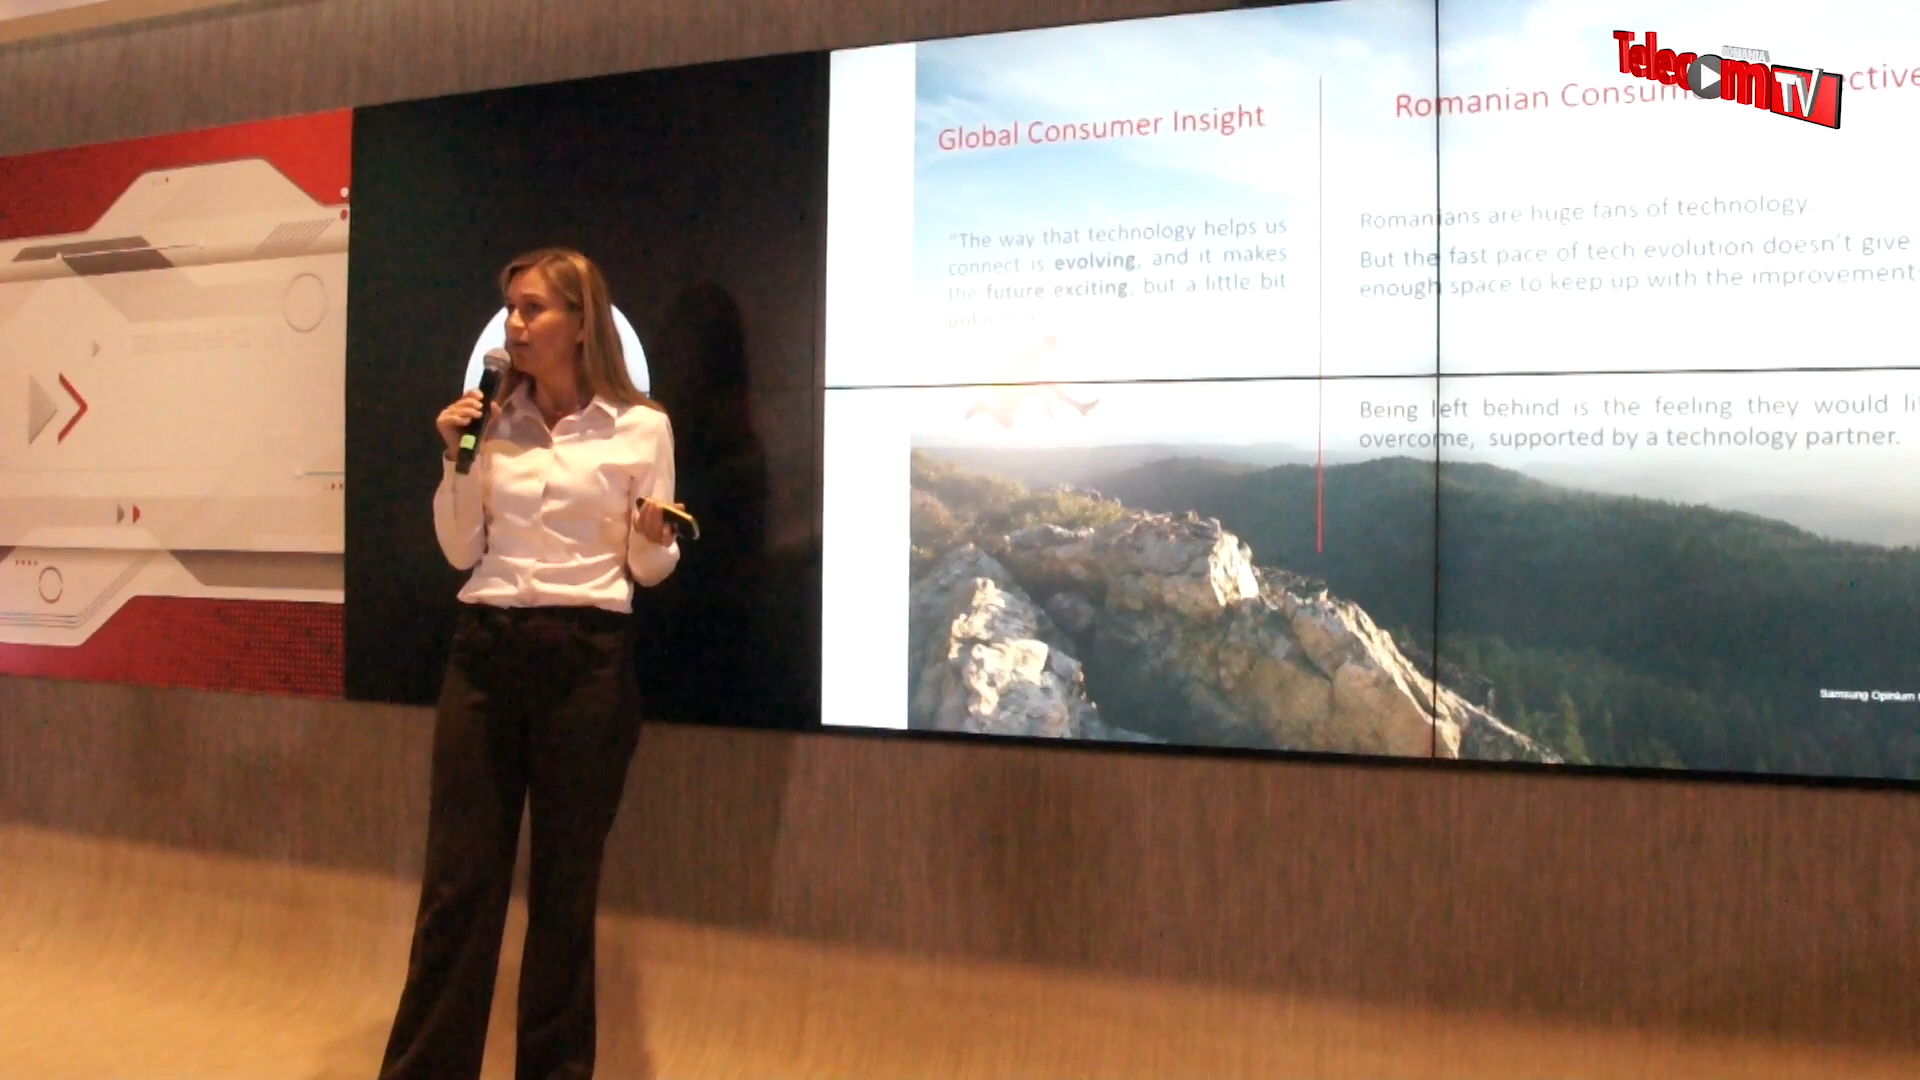 Telecom
ROMANIA
TV
Global Consumer Insight
"The way that technology helps us
connect is evolving, and it makes
the future exciting, but a little bit
Romanian
Romanians are huge fans of technology.
But the fast pace of tech evolution doesn't give
enough space to keep up with the
Being left behind is the feeling they would
overcome, supported by a technology partner.
Samsung Opinium